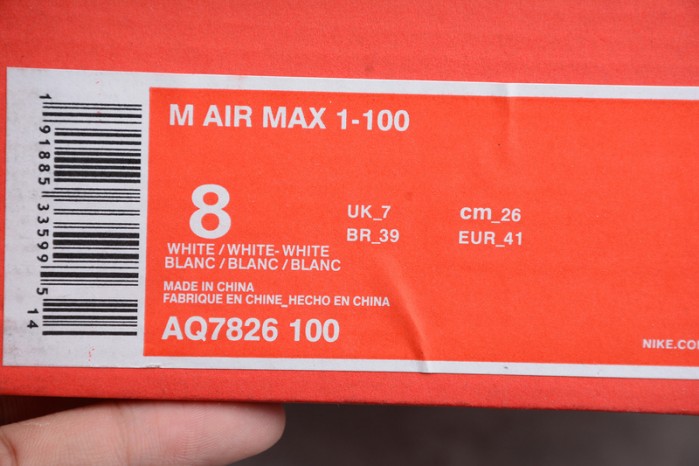 M AIR MAX 1-100
8
UK_7
cm_26
BR_39
EUR_41
WHITE / WHITE- WHITE
BLANC / BLANC / BLANC
MADE IN CHINA
FABRIQUE EN CHINE_HECHO EN CHINA
AQ7826 100
NIKE.CO
1 91885 33599 5
14